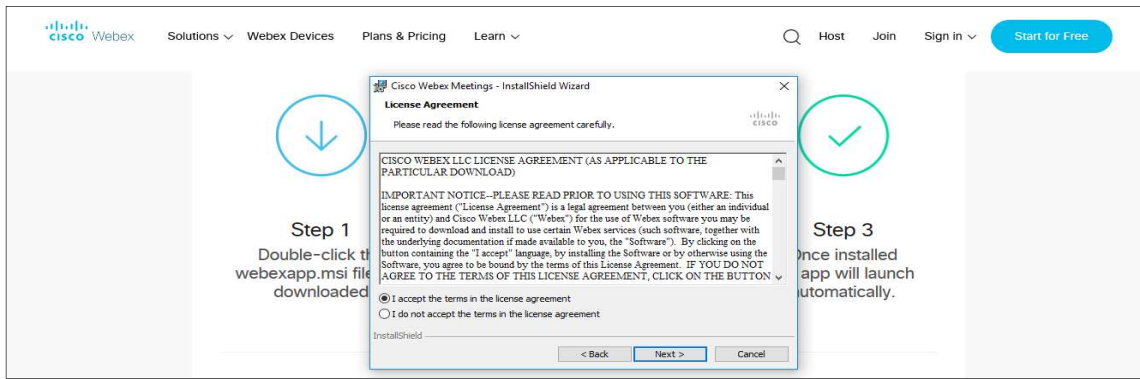 cisco Webex
Solutions Webex Devices Plans & Pricing Learn Host Join Sign in Start for Free
Cisco Webex Meetings - InstallShield Wizard
License Agreement
Please read the following license agreement carefully.
cisco
CISCO WEBEX LLC LICENSE AGREEMENT (AS APPLICABLE TO THE
PARTICULAR DOWNLOAD)
IMPORTANT NOTICE--PLEASE READ PRIOR TO USING THIS SOFTWARE: This
license agreement ("License Agreement") is a legal agreement between you (either an individual
or an entity) and Cisco Webex LLC ("Webex") for the use of Webex software you may be
required to download and install to use certain Webex services (such software, together with
the underlying documentation if made available to you, the "Software"). By clicking on the
button containing the "I accept" language, by installing the Software or by otherwise using the
Software, you agree to be bound by the terms of this License Agreement. IF YOU DO NOT
AGREE TO THE TERMS OF THIS LICENSE AGREEMENT, CLICK ON THE BUTTON
I accept the terms in the license agreement
I do not accept the terms in the license agreement
InstallShield
< Back Next > Cancel
Step 1
Double-click th
webexapp.msi file
downloaded
Step 3
Once installed
app will launch
utomatically.